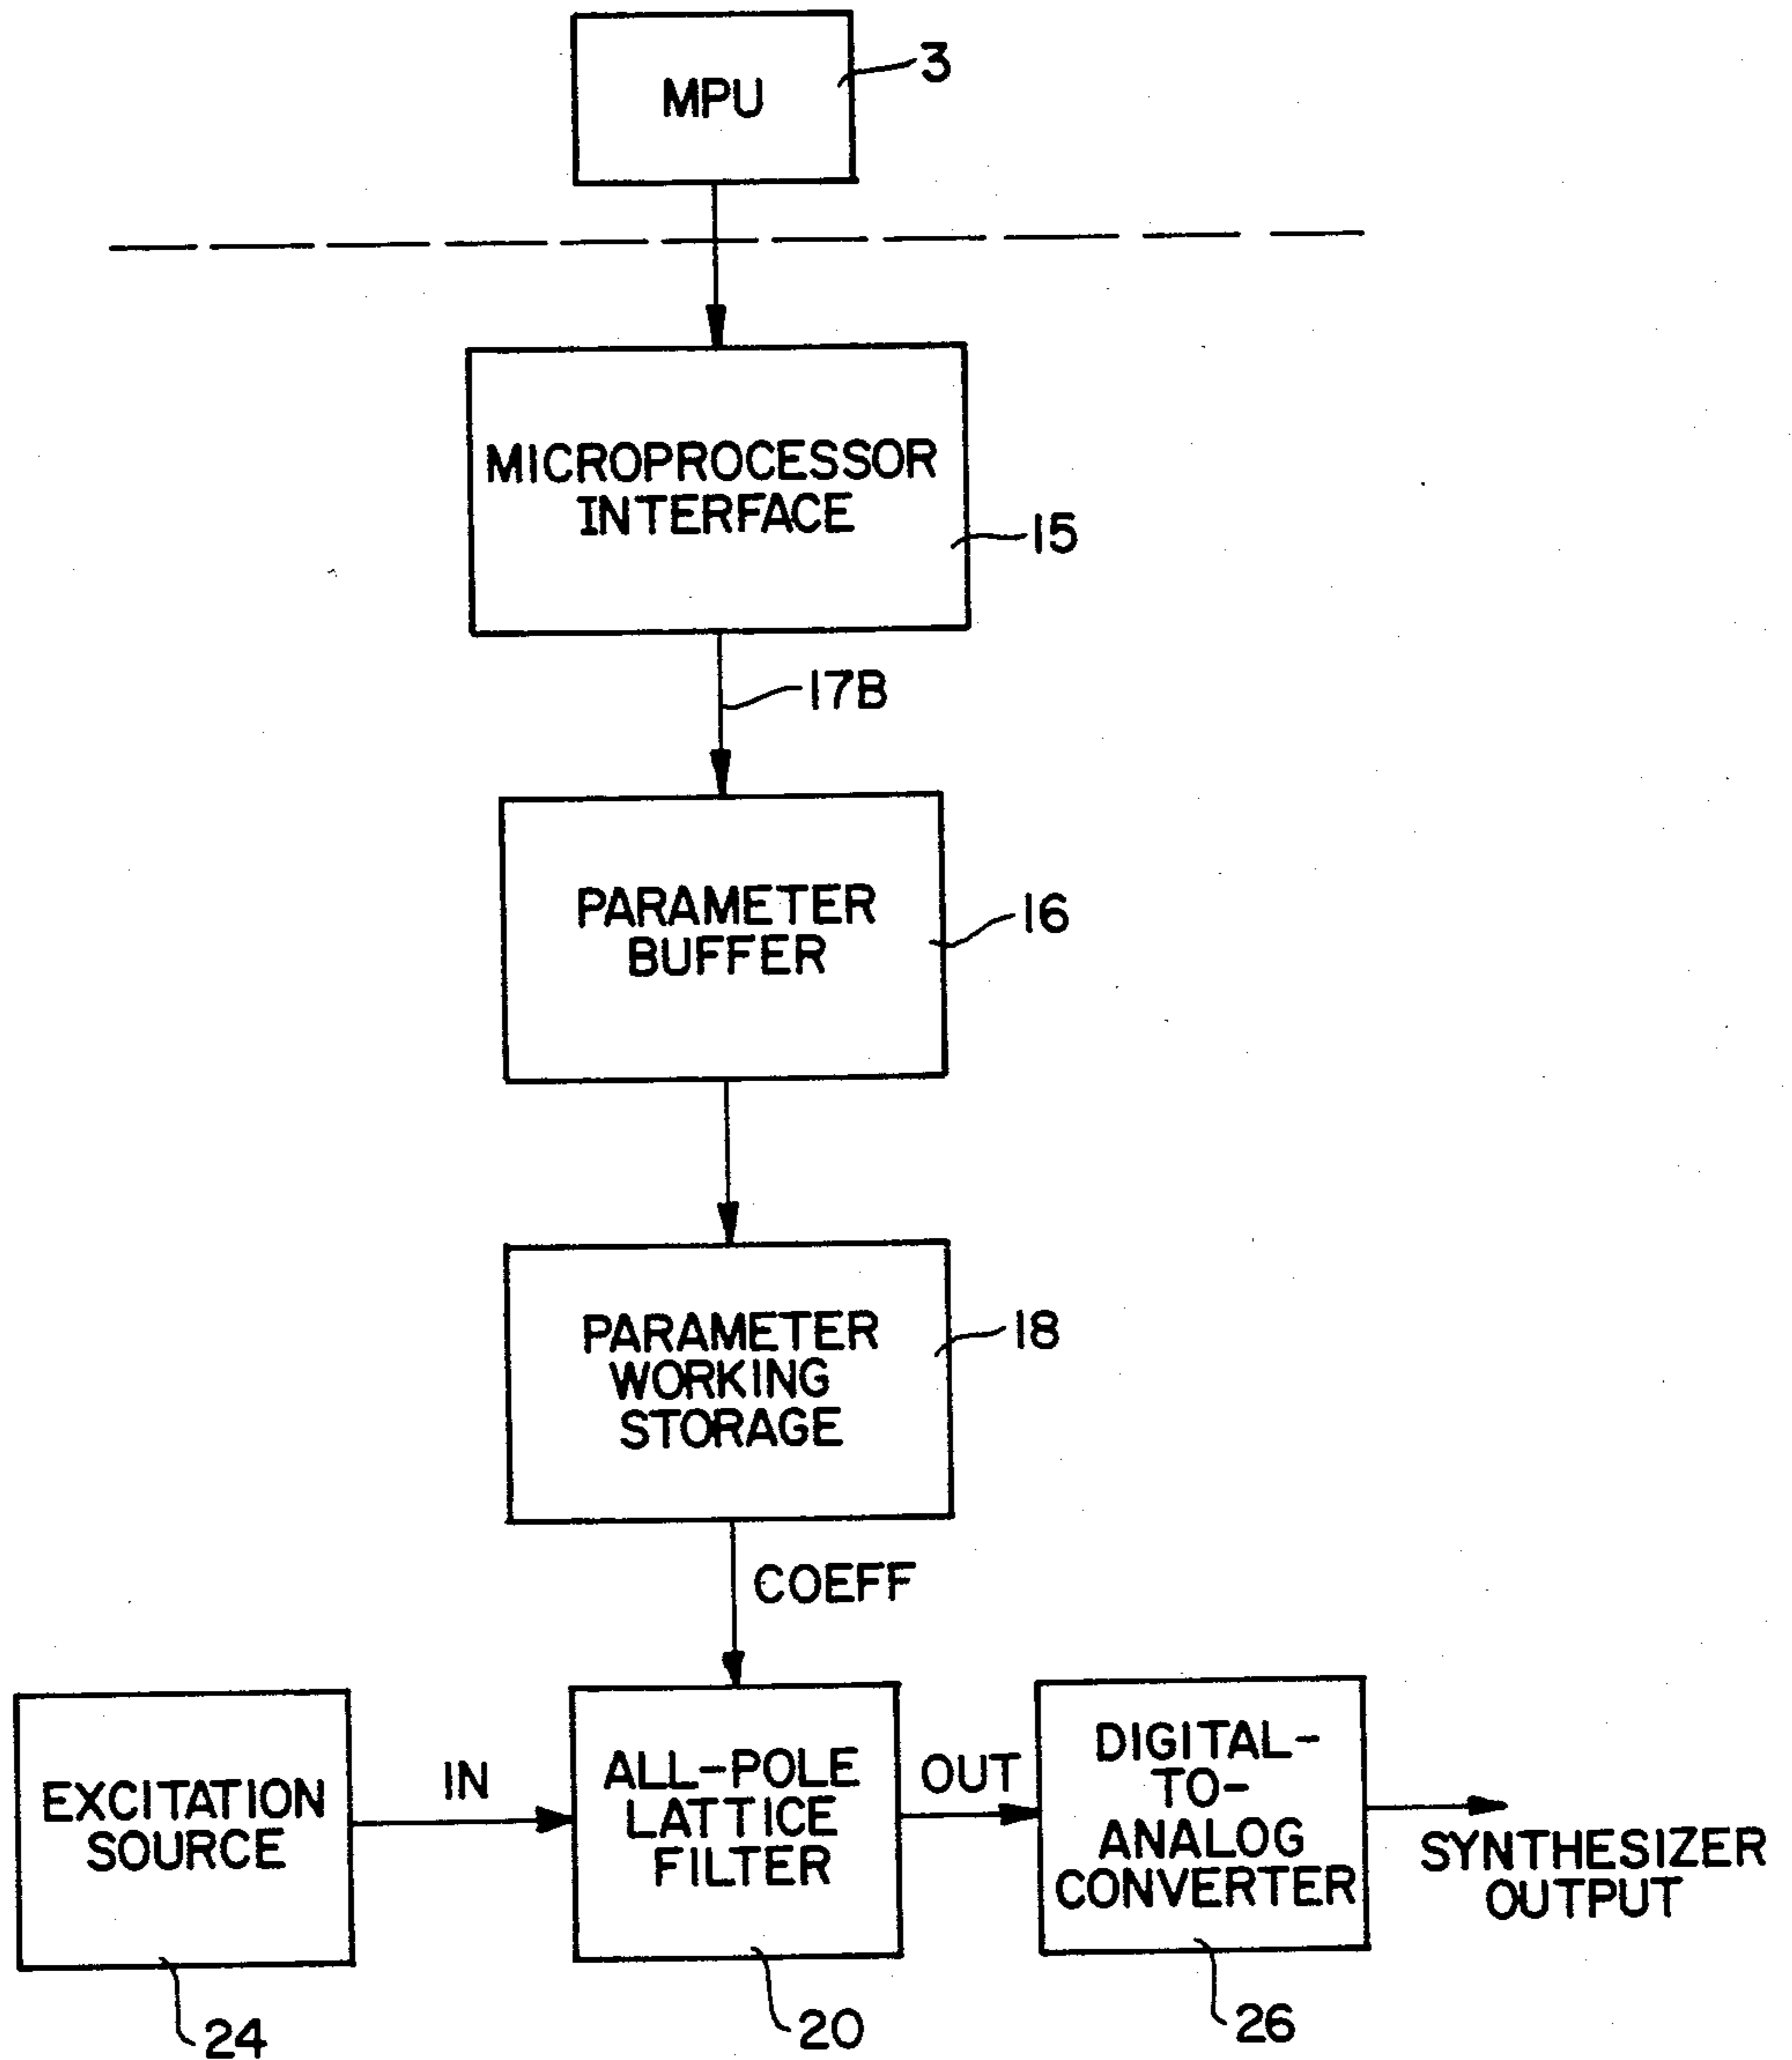 MPU
3
MICROPROCESSOR
INTERFACE
15
17B
PARAMETER
BUFFER
16
PARAMETER
WORKING
STORAGE
18
COEFF
EXCITATION
SOURCE
24
IN
ALL-POLE
LATTICE
FILTER
20
OUT
DIGITAL-
TO-
ANALOG
CONVERTER
26
SYNTHESIZER
OUTPUT